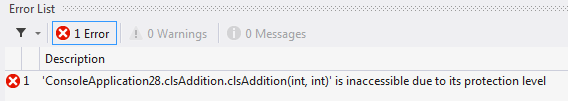 Error List
1 Error
0 Warnings
0 Messages
Description
1 'ConsoleApplication28.clsAddition.clsAddition(int, int)' is inaccessible due to its protection level